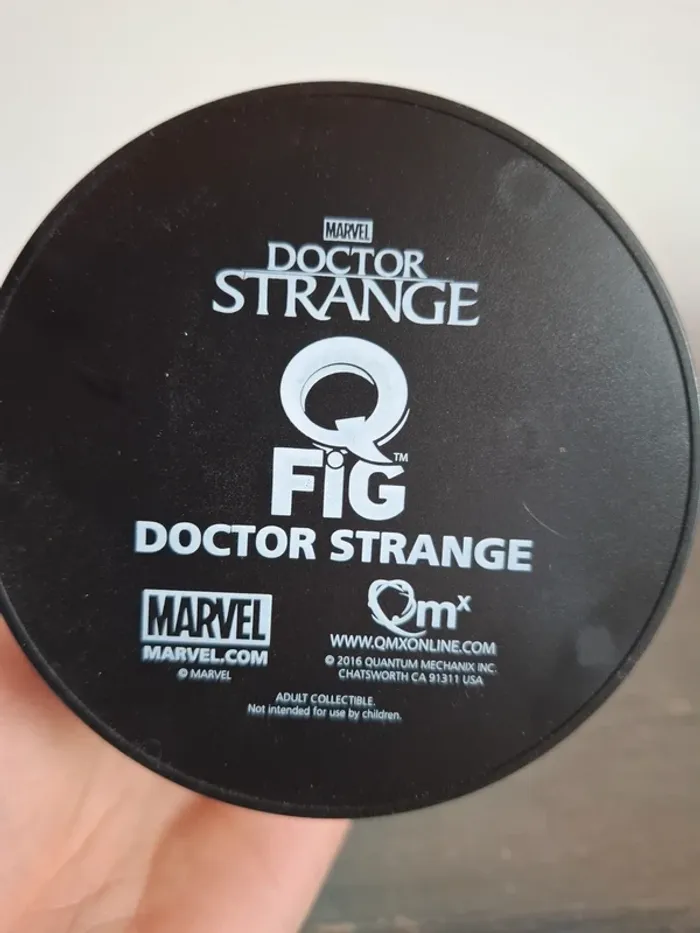 MARVEL
DOCTOR
STRANGE
Q
FiG™
DOCTOR STRANGE
MARVEL
MARVEL.COM
© MARVEL
Qmx
WWW.QMXONLINE.COM
© 2016 QUANTUM MECHANIX INC.
CHATSWORTH CA 91311 USA
ADULT COLLECTIBLE.
Not intended for use by children.